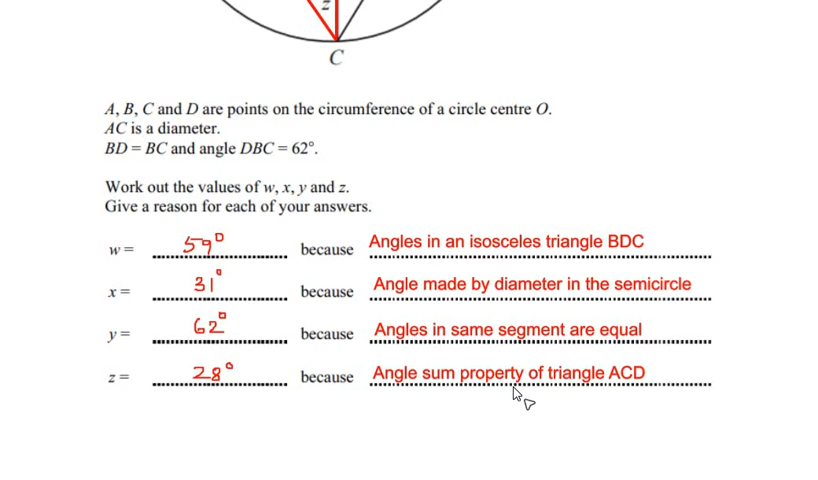 z
C
A, B, C and D are points on the circumference of a circle centre O.
AC is a diameter.
BD = BC and angle DBC = 62°.
Work out the values of w, x, y and z.
Give a reason for each of your answers.
w = 59° because Angles in an isosceles triangle BDC
x = 31° because Angle made by diameter in the semicircle
y = 62° because Angles in same segment are equal
z = 28° because Angle sum property of triangle ACD